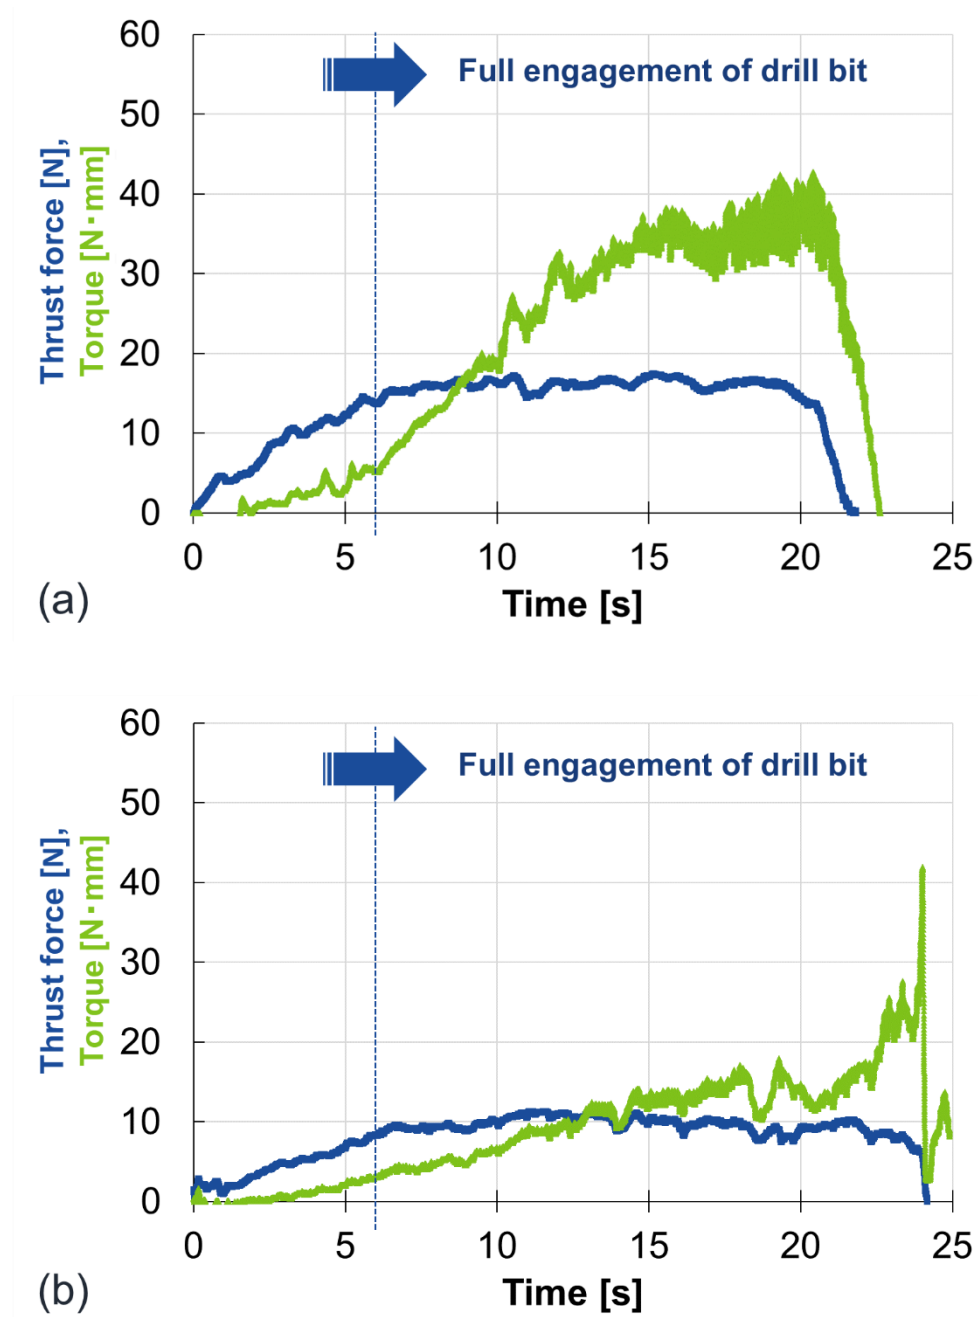 60
50
40
30
20
10
0
Thrust force [N],
Torque [N・mm]
Full engagement of drill bit
0 5 10 15 20 25
Time [s]
(a)
60
50
40
30
20
10
0
Thrust force [N],
Torque [N・mm]
Full engagement of drill bit
0 5 10 15 20 25
Time [s]
(b)